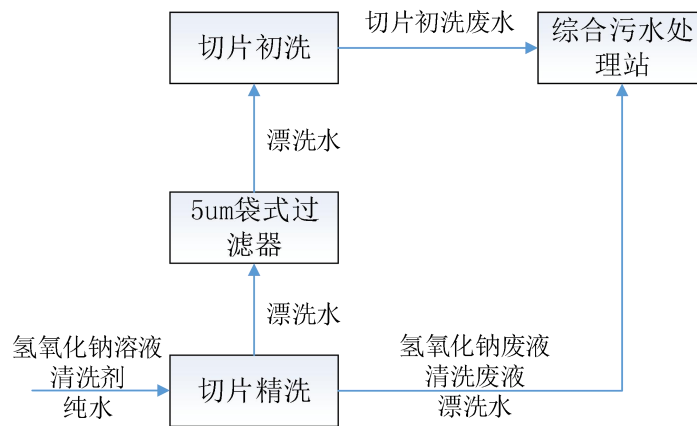 切片初洗
切片初洗废水
综合污水处
理站
漂洗水
5um袋式过
滤器
漂洗水
氢氧化钠溶液
清洗剂
纯水
切片精洗
氢氧化钠废液
清洗废液
漂洗水